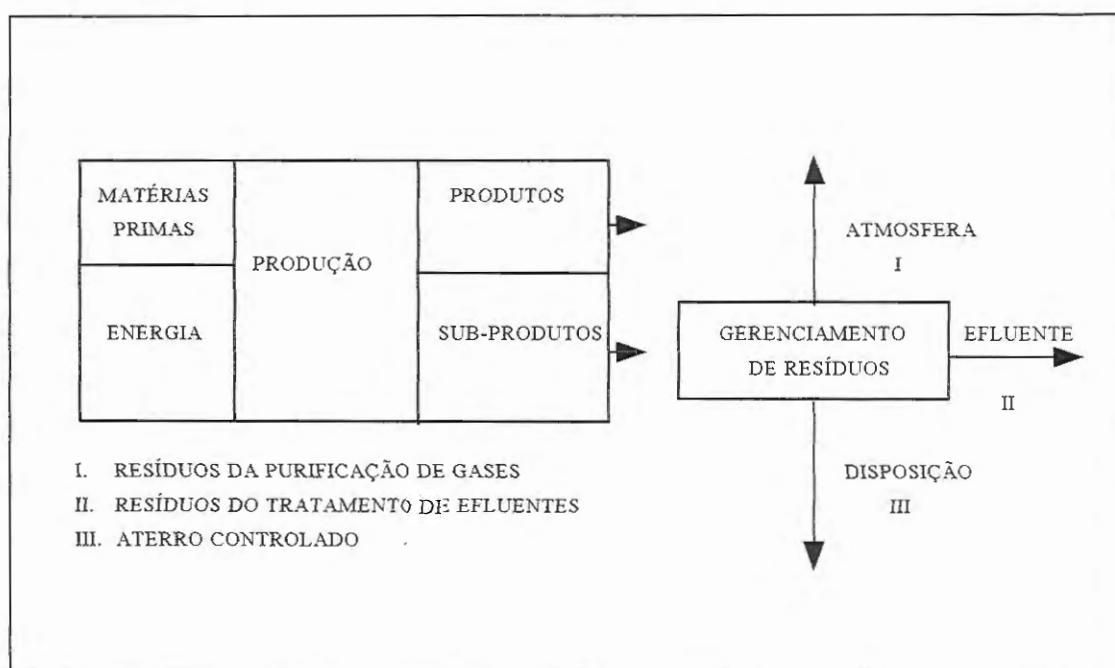 MATÉRIAS
PRIMAS
ENERGIA
PRODUÇÃO
PRODUTOS
SUB-PRODUTOS
ATMOSFERA
I
GERENCIAMENTO
DE RESÍDUOS
EFLUENTE
II
DISPOSIÇÃO
III
I. RESÍDUOS DA PURIFICAÇÃO DE GASES
II. RESÍDUOS DO TRATAMENTO DE EFLUENTES
III. ATERRO CONTROLADO